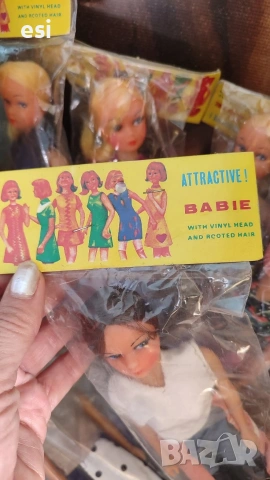 WITH VINYL HEAD
AND ROOTED HAIR
esi
ATTRACTIVE!
BABIE
WITH VINYL HEAD
AND ROOTED HAIR
BAZAR